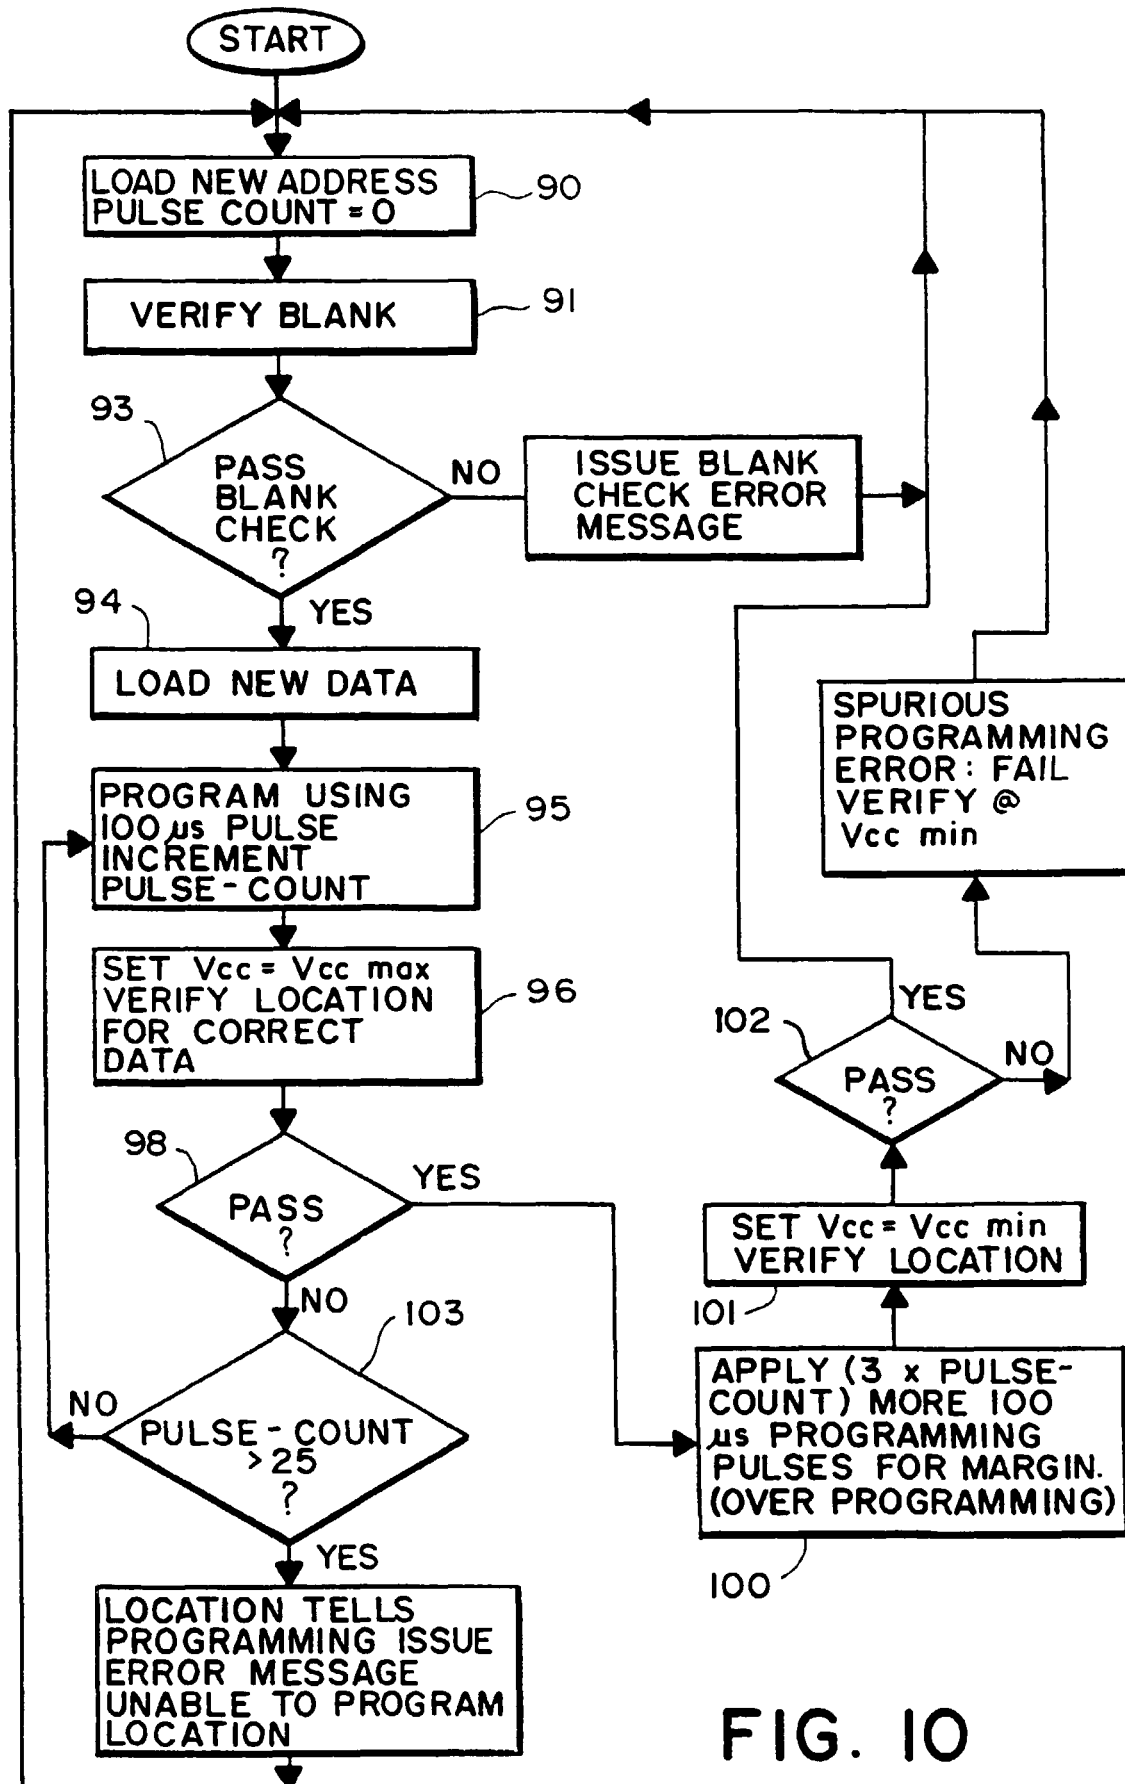 START
LOAD NEW ADDRESS
PULSE COUNT = 0
90
VERIFY BLANK
91
93
PASS
BLANK
CHECK
?
NO
ISSUE BLANK
CHECK ERROR
MESSAGE
YES
94
LOAD NEW DATA
PROGRAM USING
100 µs PULSE
INCREMENT
PULSE-COUNT
95
SET Vcc = Vcc max
VERIFY LOCATION
FOR CORRECT
DATA
96
98
PASS
?
YES
NO
103
PULSE-COUNT
>25
?
NO
YES
LOCATION TELLS
PROGRAMMING ISSUE
ERROR MESSAGE
UNABLE TO PROGRAM
LOCATION
SPURIOUS
PROGRAMMING
ERROR: FAIL
VERIFY @
Vcc min
YES
102
PASS
?
NO
SET Vcc = Vcc min
VERIFY LOCATION
101
APPLY (3 x PULSE-
COUNT) MORE 100
µs PROGRAMMING
PULSES FOR MARGIN.
(OVER PROGRAMMING)
100
FIG. 10